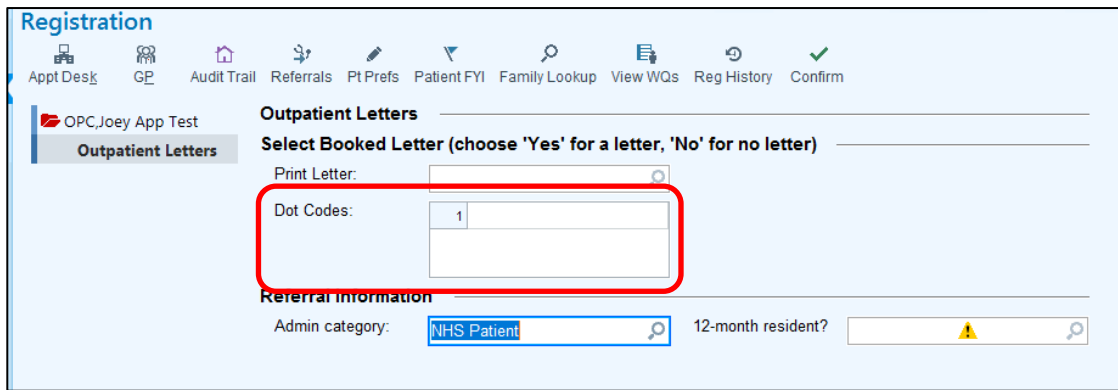 Registration
Appt Desk GP Audit Trail Referrals Pt Prefs Patient FYI Family Lookup View WQs Reg History Confirm
OPC,Joey App Test
Outpatient Letters
Outpatient Letters
Select Booked Letter (choose 'Yes' for a letter, 'No' for no letter)
Print Letter:
Dot Codes: 1
Referral Information
Admin category: NHS Patient 12-month resident?